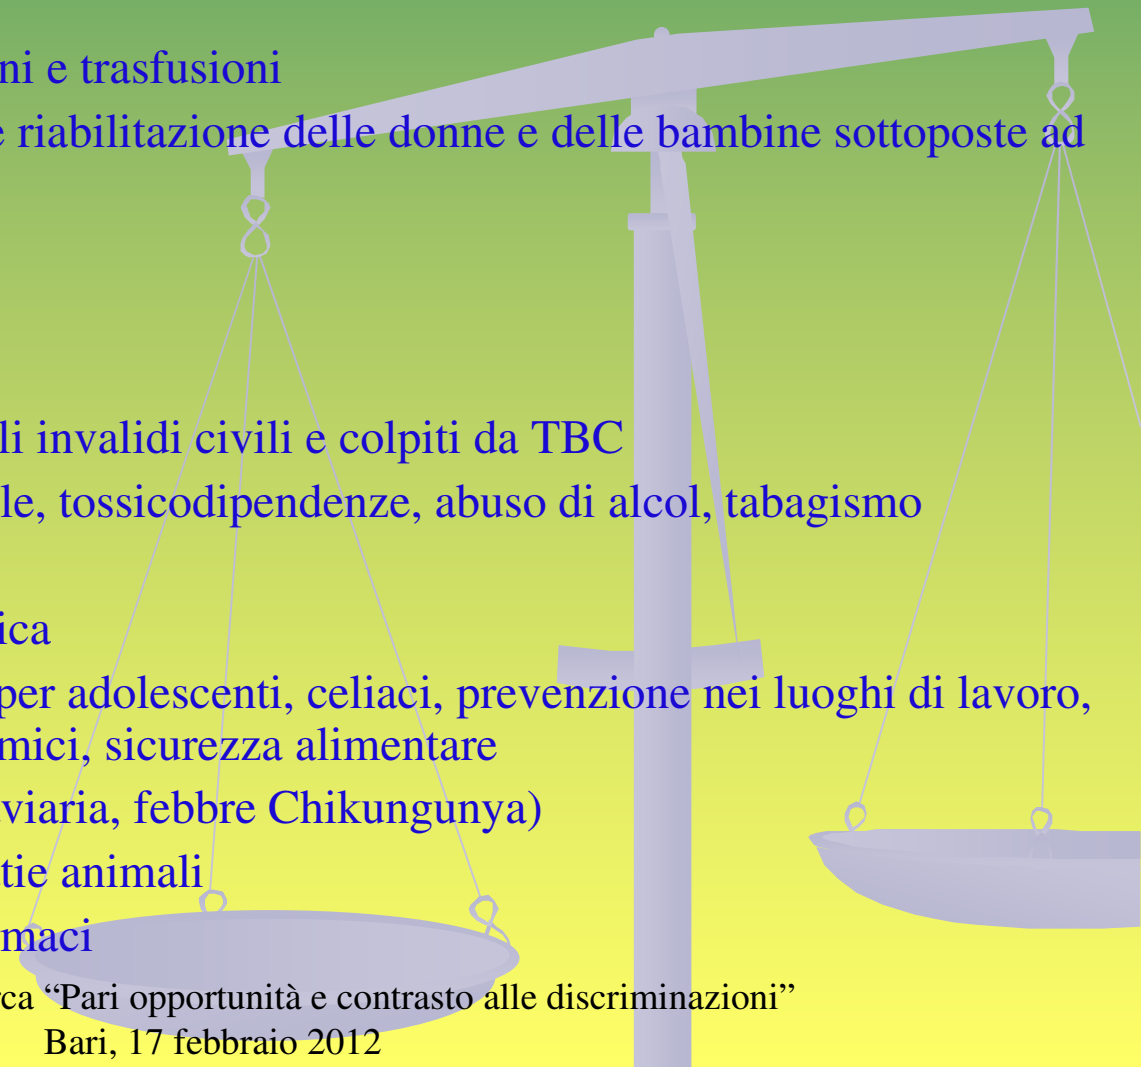 ni e trasfusioni
e riabilitazione delle donne e delle bambine sottoposte ad
li invalidi civili e colpiti da TBC
le, tossicodipendenze, abuso di alcol, tabagismo
ica
per adolescenti, celiaci, prevenzione nei luoghi di lavoro,
mici, sicurezza alimentare
viaria, febbre Chikungunya)
tie animali
maci
rca “Pari opportunità e contrasto alle discriminazioni”
Bari, 17 febbraio 2012